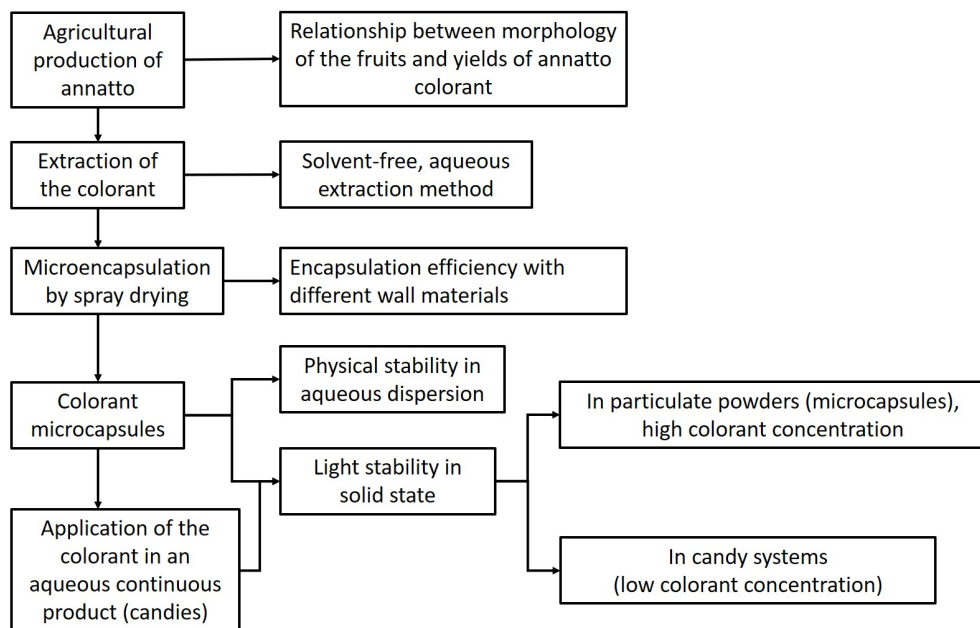 Agricultural
production of
annatto
Relationship between morphology
of the fruits and yields of annatto
colorant
Extraction of
the colorant
Solvent-free, aqueous
extraction method
Microencapsulation
by spray drying
Encapsulation efficiency with
different wall materials
Colorant
microcapsules
Physical stability in
aqueous dispersion
Light stability in
solid state
In particulate powders (microcapsules),
high colorant concentration
Application of the
colorant in an
aqueous continuous
product (candies)
In candy systems
(low colorant concentration)